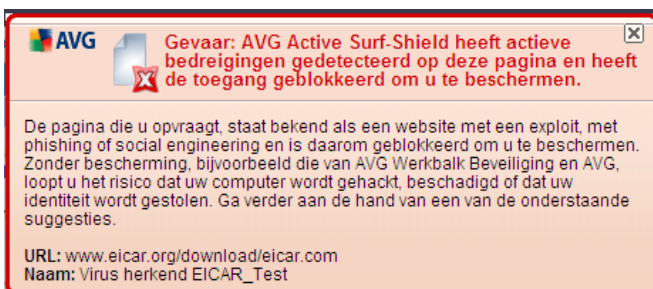 AVG
Gevaar: AVG Active Surf-Shield heeft actieve
bedreigingen gedetecteerd op deze pagina en heeft
de toegang geblokkeerd om u te beschermen.
De pagina die u opvraagt, staat bekend als een website met een exploit, met
phishing of social engineering en is daarom geblokkeerd om u te beschermen.
Zonder bescherming, bijvoorbeeld die van AVG Werkbalk Beveiliging en AVG,
loopt u het risico dat uw computer wordt gehackt, beschadigd of dat uw
identiteit wordt gestolen. Ga verder aan de hand van een van de onderstaande
suggesties.
URL: www.eicar.org/download/eicar.com
Naam: Virus herkend EICAR_Test